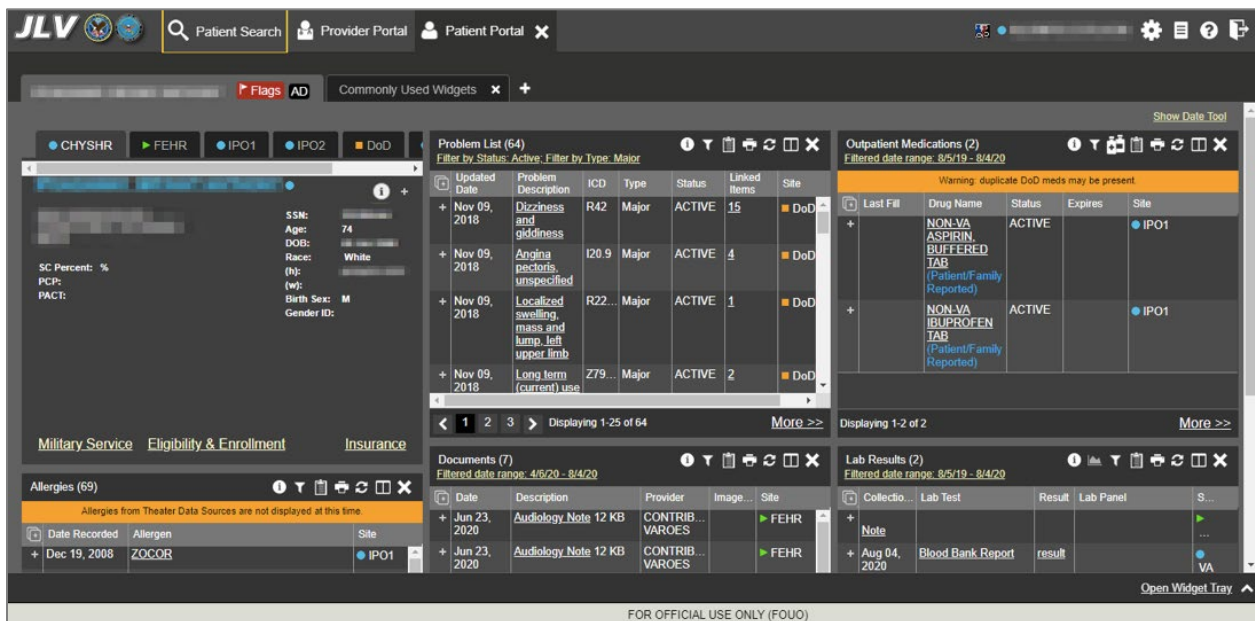 JLV Patient Search Provider Portal Patient Portal
Flags AD Commonly Used Widgets
Show Date Tool
CHYSHR FEHR IPO1 IPO2 DoD
SSN:
Age: 74
DOB:
Race: White
(h):
(w):
Birth Sex: M
Gender ID:
SC Percent: %
PCP:
PACT:
Military Service Eligibility & Enrollment Insurance
Allergies (69)
Allergies from Theater Data Sources are not displayed at this time.
Date Recorded Allergen Site
+ Dec 19, 2008 ZOCOR IPO1
Problem List (64)
Filter by Status: Active; Filter by Type: Major
Updated Date Problem Description ICD Type Status Linked Items Site
+ Nov 09, 2018 Dizziness and giddiness R42 Major ACTIVE 15 DoD
+ Nov 09, 2018 Angina pectoris, unspecified I20.9 Major ACTIVE 4 DoD
+ Nov 09, 2018 Localized swelling, mass and lump, left upper limb R22... Major ACTIVE 1 DoD
+ Nov 09, 2018 Long term (current) use Z79... Major ACTIVE 2 DoD
1 2 3 Displaying 1-25 of 64 More >>
Documents (7)
Filtered date range: 4/6/20 - 8/4/20
Date Description Provider Image... Site
+ Jun 23, 2020 Audiology Note 12 KB CONTRIB... VAROES FEHR
+ Jun 23, 2020 Audiology Note 12 KB CONTRIB... VAROES FEHR
Outpatient Medications (2)
Filtered date range: 8/5/19 - 8/4/20
Warning: duplicate DoD meds may be present.
Last Fill Drug Name Status Expires Site
+ NON-VA ASPIRIN, BUFFERED TAB (Patient/Family Reported) ACTIVE IPO1
+ NON-VA IBUPROFEN TAB (Patient/Family Reported) ACTIVE IPO1
Displaying 1-2 of 2 More >>
Lab Results (2)
Filtered date range: 8/5/19 - 8/4/20
Collectio... Lab Test Result Lab Panel S...
+ Note ...
+ Aug 04, 2020 Blood Bank Report result VA
Open Widget Tray
FOR OFFICIAL USE ONLY (FOUO)